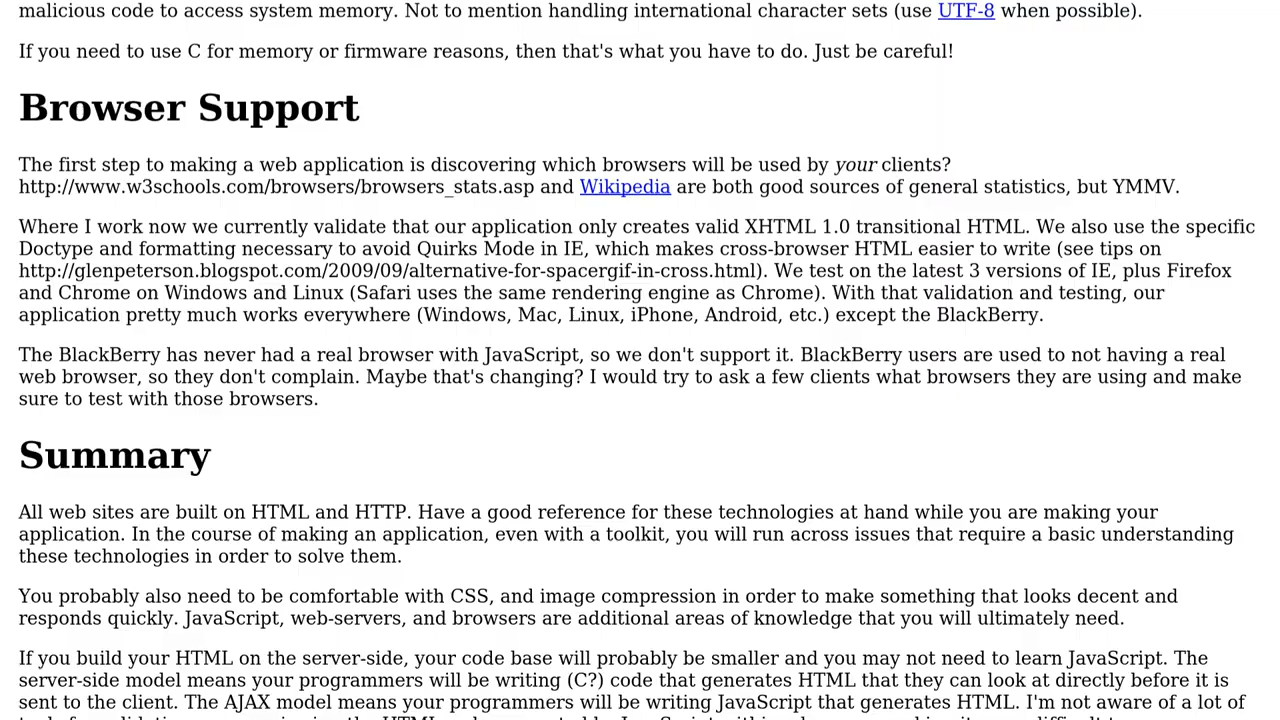 malicious code to access system memory. Not to mention handling international character sets (use UTF-8 when possible).
If you need to use C for memory or firmware reasons, then that's what you have to do. Just be careful!
Browser Support
The first step to making a web application is discovering which browsers will be used by your clients?
http://www.w3schools.com/browsers/browsers_stats.asp and Wikipedia are both good sources of general statistics, but YMMV.
Where I work now we currently validate that our application only creates valid XHTML 1.0 transitional HTML. We also use the specific
Doctype and formatting necessary to avoid Quirks Mode in IE, which makes cross-browser HTML easier to write (see tips on
http://glenpeterson.blogspot.com/2009/09/alternative-for-spacergif-in-cross.html). We test on the latest 3 versions of IE, plus Firefox
and Chrome on Windows and Linux (Safari uses the same rendering engine as Chrome). With that validation and testing, our
application pretty much works everywhere (Windows, Mac, Linux, iPhone, Android, etc.) except the BlackBerry.
The BlackBerry has never had a real browser with JavaScript, so we don't support it. BlackBerry users are used to not having a real
web browser, so they don't complain. Maybe that's changing? I would try to ask a few clients what browsers they are using and make
sure to test with those browsers.
Summary
All web sites are built on HTML and HTTP. Have a good reference for these technologies at hand while you are making your
application. In the course of making an application, even with a toolkit, you will run across issues that require a basic understanding
these technologies in order to solve them.
You probably also need to be comfortable with CSS, and image compression in order to make something that looks decent and
responds quickly. JavaScript, web-servers, and browsers are additional areas of knowledge that you will ultimately need.
If you build your HTML on the server-side, your code base will probably be smaller and you may not need to learn JavaScript. The
server-side model means your programmers will be writing (C?) code that generates HTML that they can look at directly before it is
sent to the client. The AJAX model means your programmers will be writing JavaScript that generates HTML. I'm not aware of a lot of